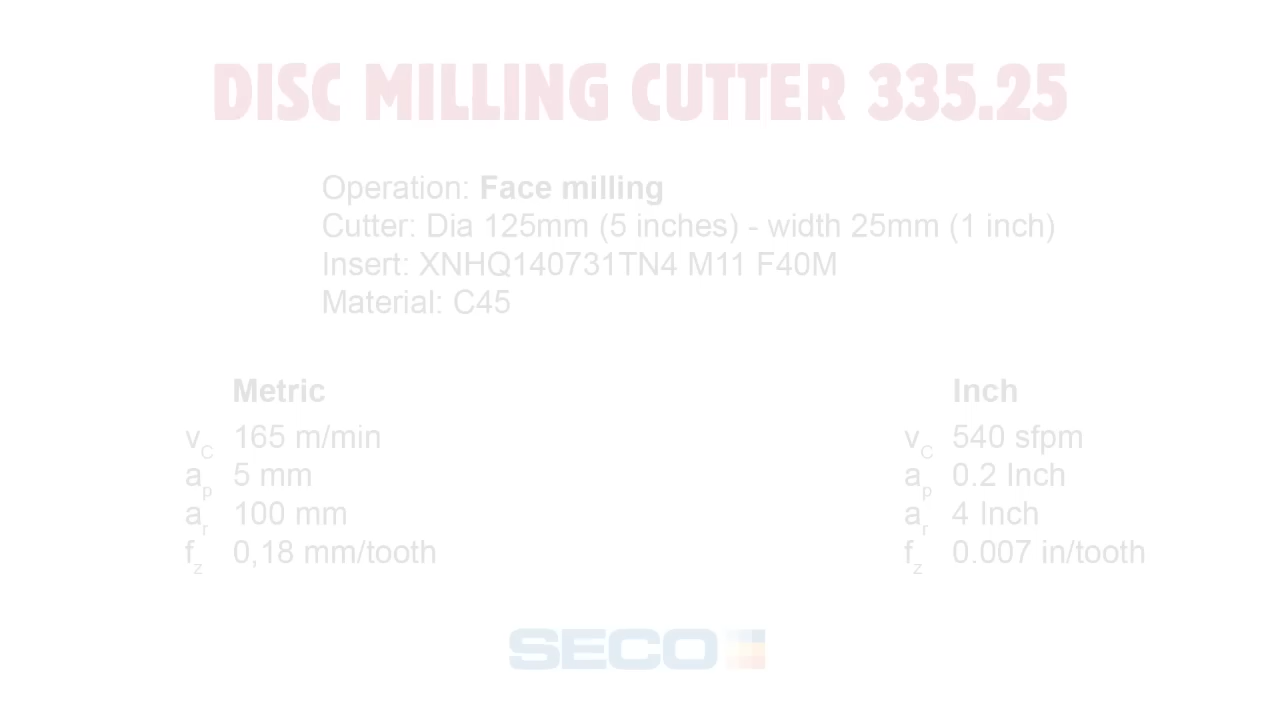 DISC MILLING CUTTER 335.25
Operation: Face milling
Cutter: Dia 125mm (5 inches) - width 25mm (1 inch)
Insert: XNHQ140731TN4 M11 F40M
Material: C45
Metric
vC 165 m/min
ap 5 mm
ar 100 mm
fz 0,18 mm/tooth
Inch
vC 540 sfpm
ap 0.2 Inch
ar 4 Inch
fz 0.007 in/tooth
SECO